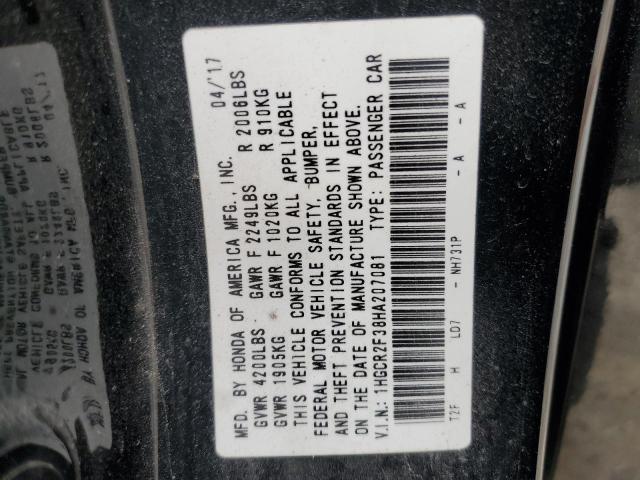 MFD. BY HONDA OF AMERICA MFG., INC. 04/'17
GVWR 4200LBS GAWR F 2249LBS R 2006LBS
GVWR 1905KG GAWR F 1020KG R 910KG
THIS VEHICLE CONFORMS TO ALL APPLICABLE
FEDERAL MOTOR VEHICLE SAFETY, BUMPER,
AND THEFT PREVENTION STANDARDS IN EFFECT
ON THE DATE OF MANUFACTURE SHOWN ABOVE.
V.I.N.: 1HGCR2F38HA207081 TYPE: PASSENGER CAR
T2F H LD7 - NH731P - A - A